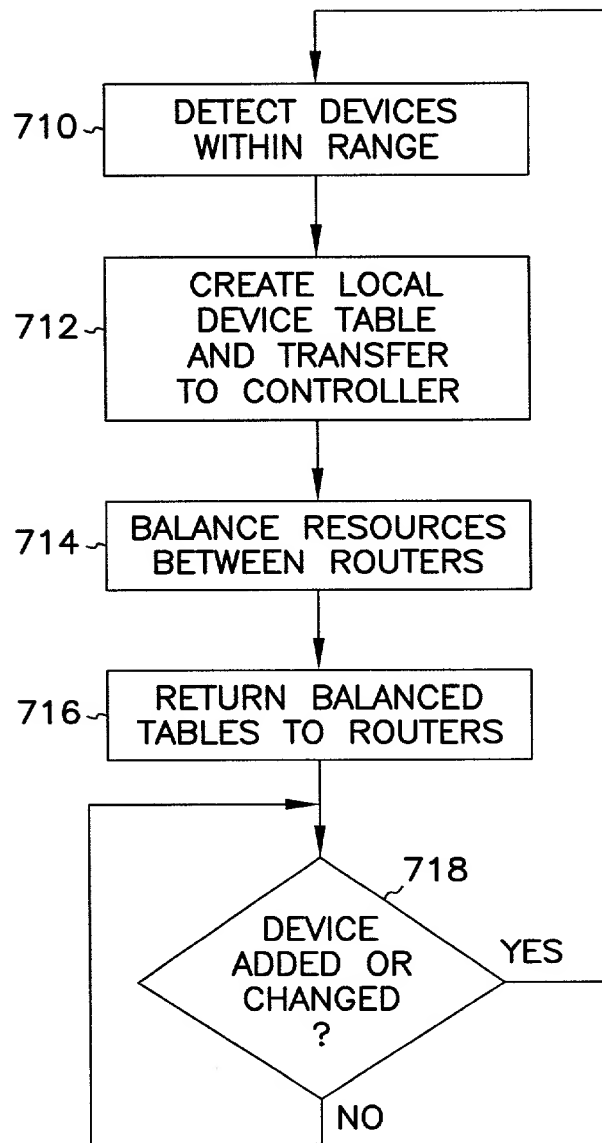 710
DETECT DEVICES
WITHIN RANGE
712
CREATE LOCAL
DEVICE TABLE
AND TRANSFER
TO CONTROLLER
714
BALANCE RESOURCES
BETWEEN ROUTERS
716
RETURN BALANCED
TABLES TO ROUTERS
718
DEVICE
ADDED OR
CHANGED
?
YES
NO